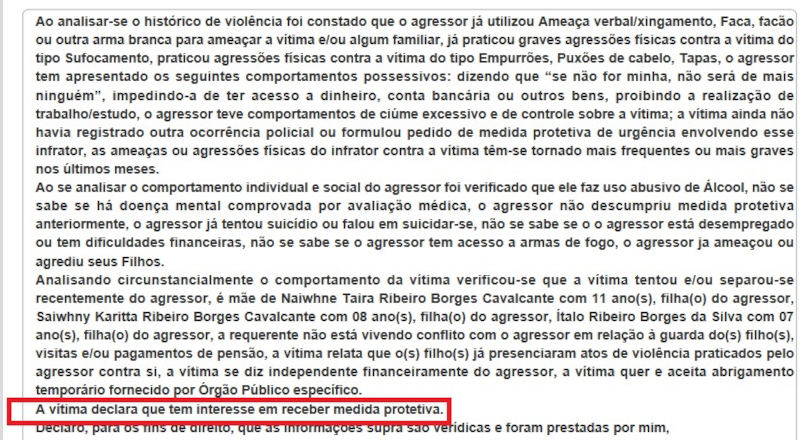 Ao analisar-se o histórico de violência foi constado que o agressor já utilizou Ameaça verbal/xingamento, Faca, facão
ou outra arma branca para ameaçar a vítima e/ou algum familiar, já praticou graves agressões físicas contra a vítima do
tipo Sufocamento, praticou agressões físicas contra a vítima do tipo Empurrões, Puxões de cabelo, Tapas, o agressor
tem apresentado os seguintes comportamentos possessivos: dizendo que “se não for minha, não será de mais
ninguém”, impedindo-a de ter acesso a dinheiro, conta bancária ou outros bens, proibindo a realização de
trabalho/estudo, o agressor teve comportamentos de ciúme excessivo e de controle sobre a vítima; a vítima ainda não
havia registrado outra ocorrência policial ou formulou pedido de medida protetiva de urgência envolvendo esse
infrator, as ameaças ou agressões físicas do infrator contra a vítima têm-se tornado mais frequentes ou mais graves
nos últimos meses.
Ao se analisar o comportamento individual e social do agressor foi verificado que ele faz uso abusivo de Álcool, não se
sabe se há doença mental comprovada por avaliação médica, o agressor não descumpriu medida protetiva
anteriormente, o agressor já tentou suicídio ou falou em suicidar-se, não se sabe se o o agressor está desempregado
ou tem dificuldades financeiras, não se sabe se o agressor tem acesso a armas de fogo, o agressor ja ameaçou ou
agrediu seus Filhos.
Analisando circunstancialmente o comportamento da vítima verificou-se que a vítima tentou e/ou separou-se
recentemente do agressor, é mãe de Naiwhne Taira Ribeiro Borges Cavalcante com 11 ano(s), filha(o) do agressor,
Saiwhny Karitta Ribeiro Borges Cavalcante com 08 ano(s), filha(o) do agressor, Ítalo Ribeiro Borges da Silva com 07
ano(s), filha(o) do agressor, a requerente não está vivendo conflito com o agressor em relação à guarda do(s) filho(s),
visitas e/ou pagamentos de pensão, a vítima relata que o(s) filho(s) já presenciaram atos de violência praticados pelo
agressor contra si, a vítima se diz independente financeiramente do agressor, a vítima quer e aceita abrigamento
temporário fornecido por Órgão Público específico.
A vítima declara que tem interesse em receber medida protetiva.
Declaro, para os fins de direito, que as informações supra são verídicas e foram prestadas por mim,